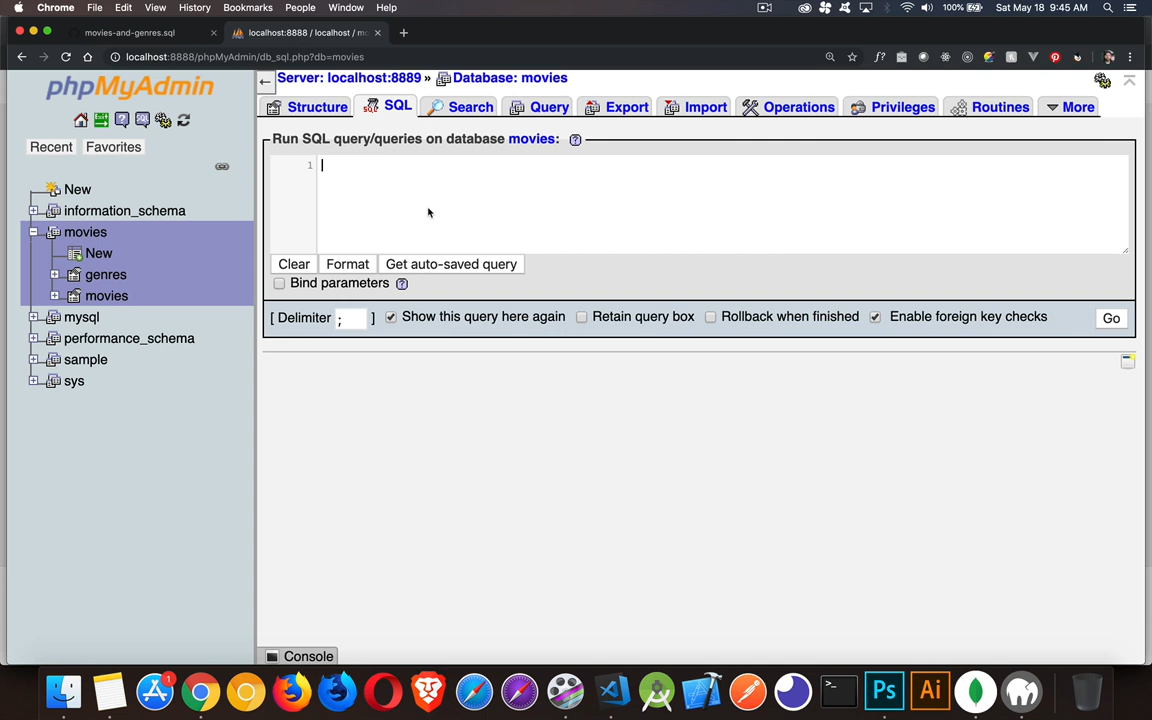 Chrome File Edit View History Bookmarks People Window Help 100% Sat May 18 9:45 AM
movies-and-genres.sql × localhost:8888 / localhost / mo × +
localhost:8888/phpMyAdmin/db_sql.php?db=movies
phpMyAdmin
Recent Favorites
New
information_schema
movies
New
genres
movies
mysql
performance_schema
sample
sys
Server: localhost:8889 » Database: movies
Structure SQL Search Query Export Import Operations Privileges Routines More
Run SQL query/queries on database movies:
1
Clear Format Get auto-saved query
Bind parameters
[ Delimiter ; ] Show this query here again Retain query box Rollback when finished Enable foreign key checks Go
Console
1
Ps Ai